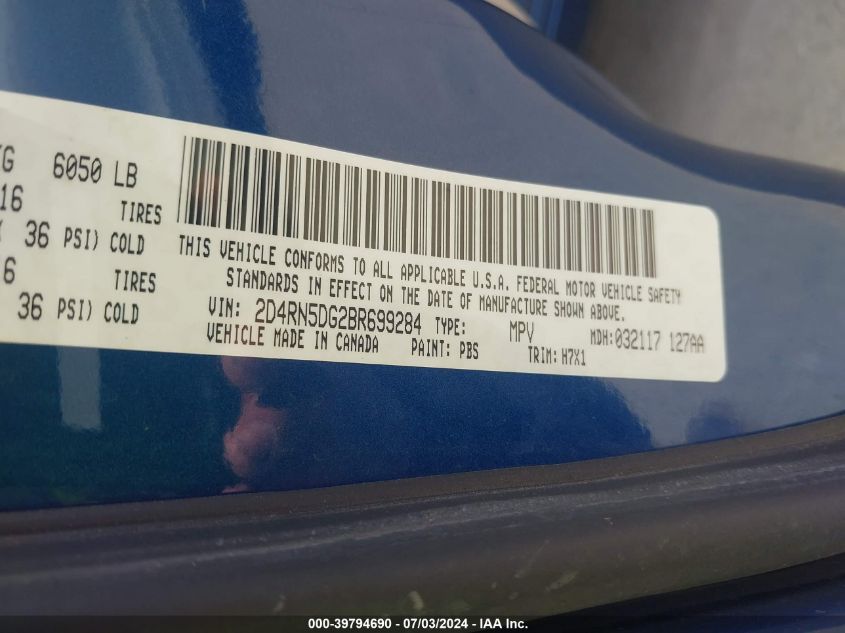 KG 6050 LB
16 TIRES
36 PSI) COLD
6 TIRES
36 PSI) COLD
THIS VEHICLE CONFORMS TO ALL APPLICABLE U.S.A. FEDERAL MOTOR VEHICLE SAFETY
STANDARDS IN EFFECT ON THE DATE OF MANUFACTURE SHOWN ABOVE.
VIN: 2D4RN5DG2BR699284 TYPE: MPV MDH:032117 127AA
VEHICLE MADE IN CANADA PAINT: PBS TRIM: H7X1
000-39794690 - 07/03/2024 - IAA Inc.